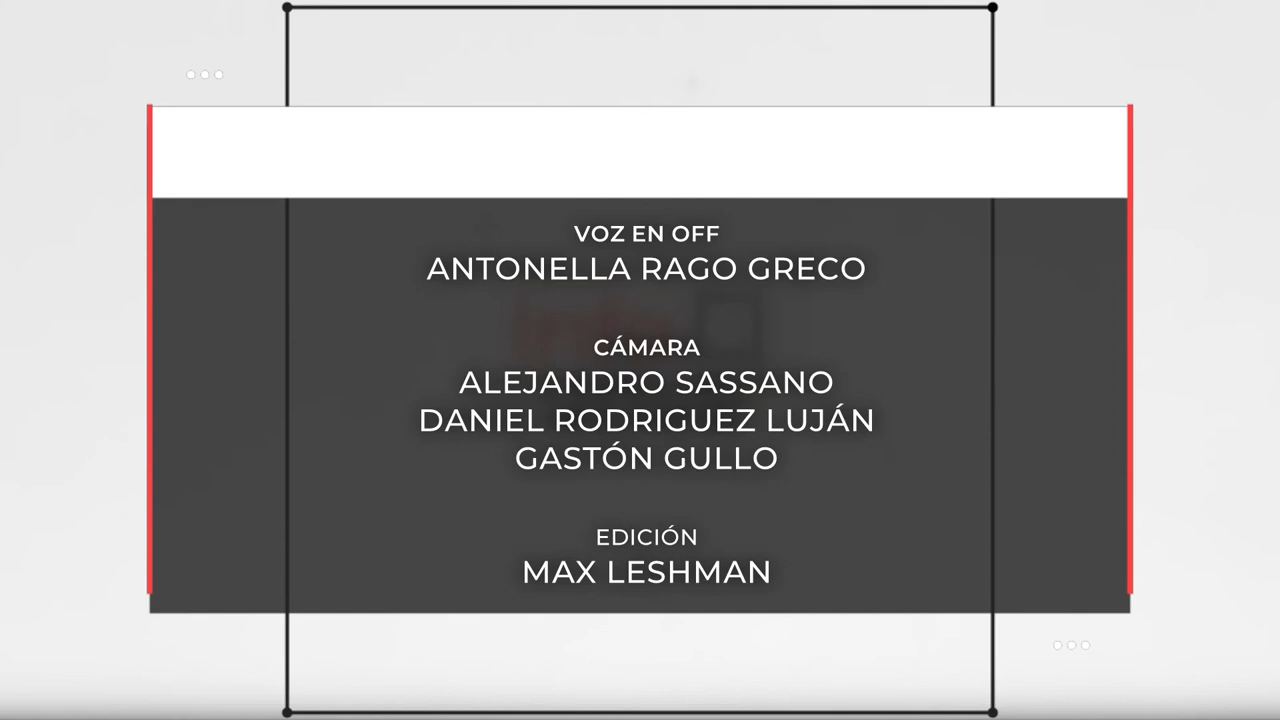 VOZ EN OFF
ANTONELLA RAGO GRECO
CÁMARA
ALEJANDRO SASSANO
DANIEL RODRIGUEZ LUJÁN
GASTÓN GULLO
EDICIÓN
MAX LESHMAN